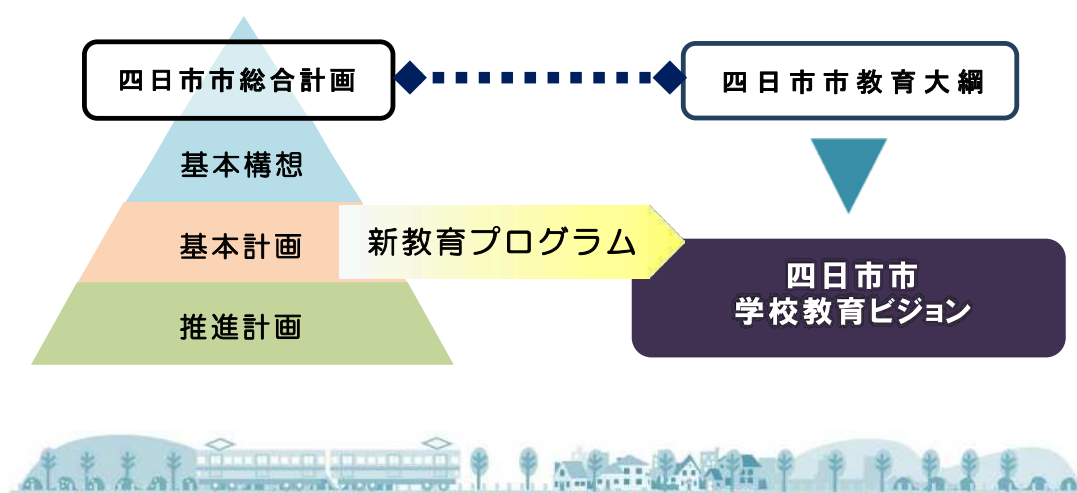 四日市市総合計画
四日市市教育大綱
基本構想
基本計画
新教育プログラム
推進計画
四日市市
学校教育ビジョン